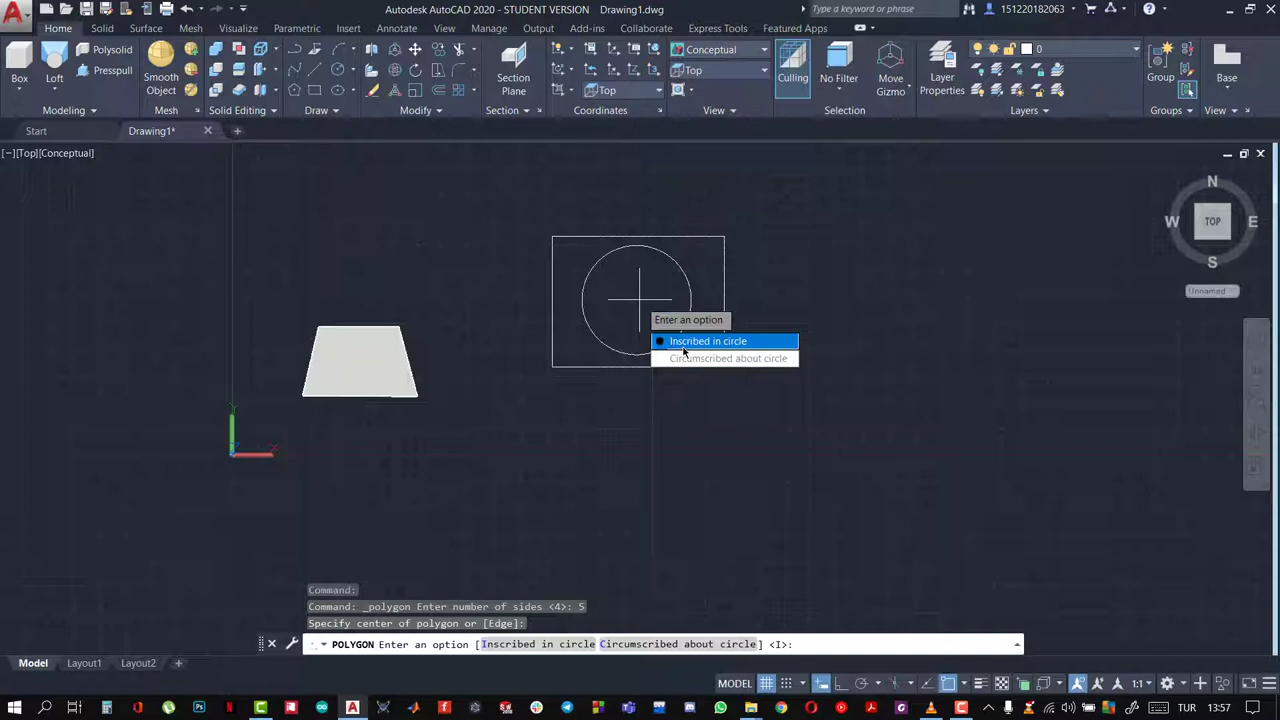 Autodesk AutoCAD 2020 - STUDENT VERSION Drawing1.dwg
Type a keyword or phrase
151220182063
Home Solid Surface Mesh Visualize Parametric Insert Annotate View Manage Output Add-ins Collaborate Express Tools Featured Apps
Box
Loft
Polysolid
Presspull
Smooth Object
Section Plane
Conceptual
Top
Top
Culling
No Filter
Move Gizmo
Layer Properties
0
Group
Base
Modeling
Mesh
Solid Editing
Draw
Modify
Section
Coordinates
View
Selection
Layers
Groups
View
Start
Drawing1*
[−][Top][Conceptual]
N
W
TOP
E
S
Unnamed
Enter an option
Inscribed in circle
Circumscribed about circle
Y
Command:
Command: _polygon Enter number of sides <4>: 5
Specify center of polygon or [Edge]:
POLYGON Enter an option [Inscribed in circle Circumscribed about circle] <I>:
Model Layout1 Layout2
MODEL
1:1
TUR
13:57